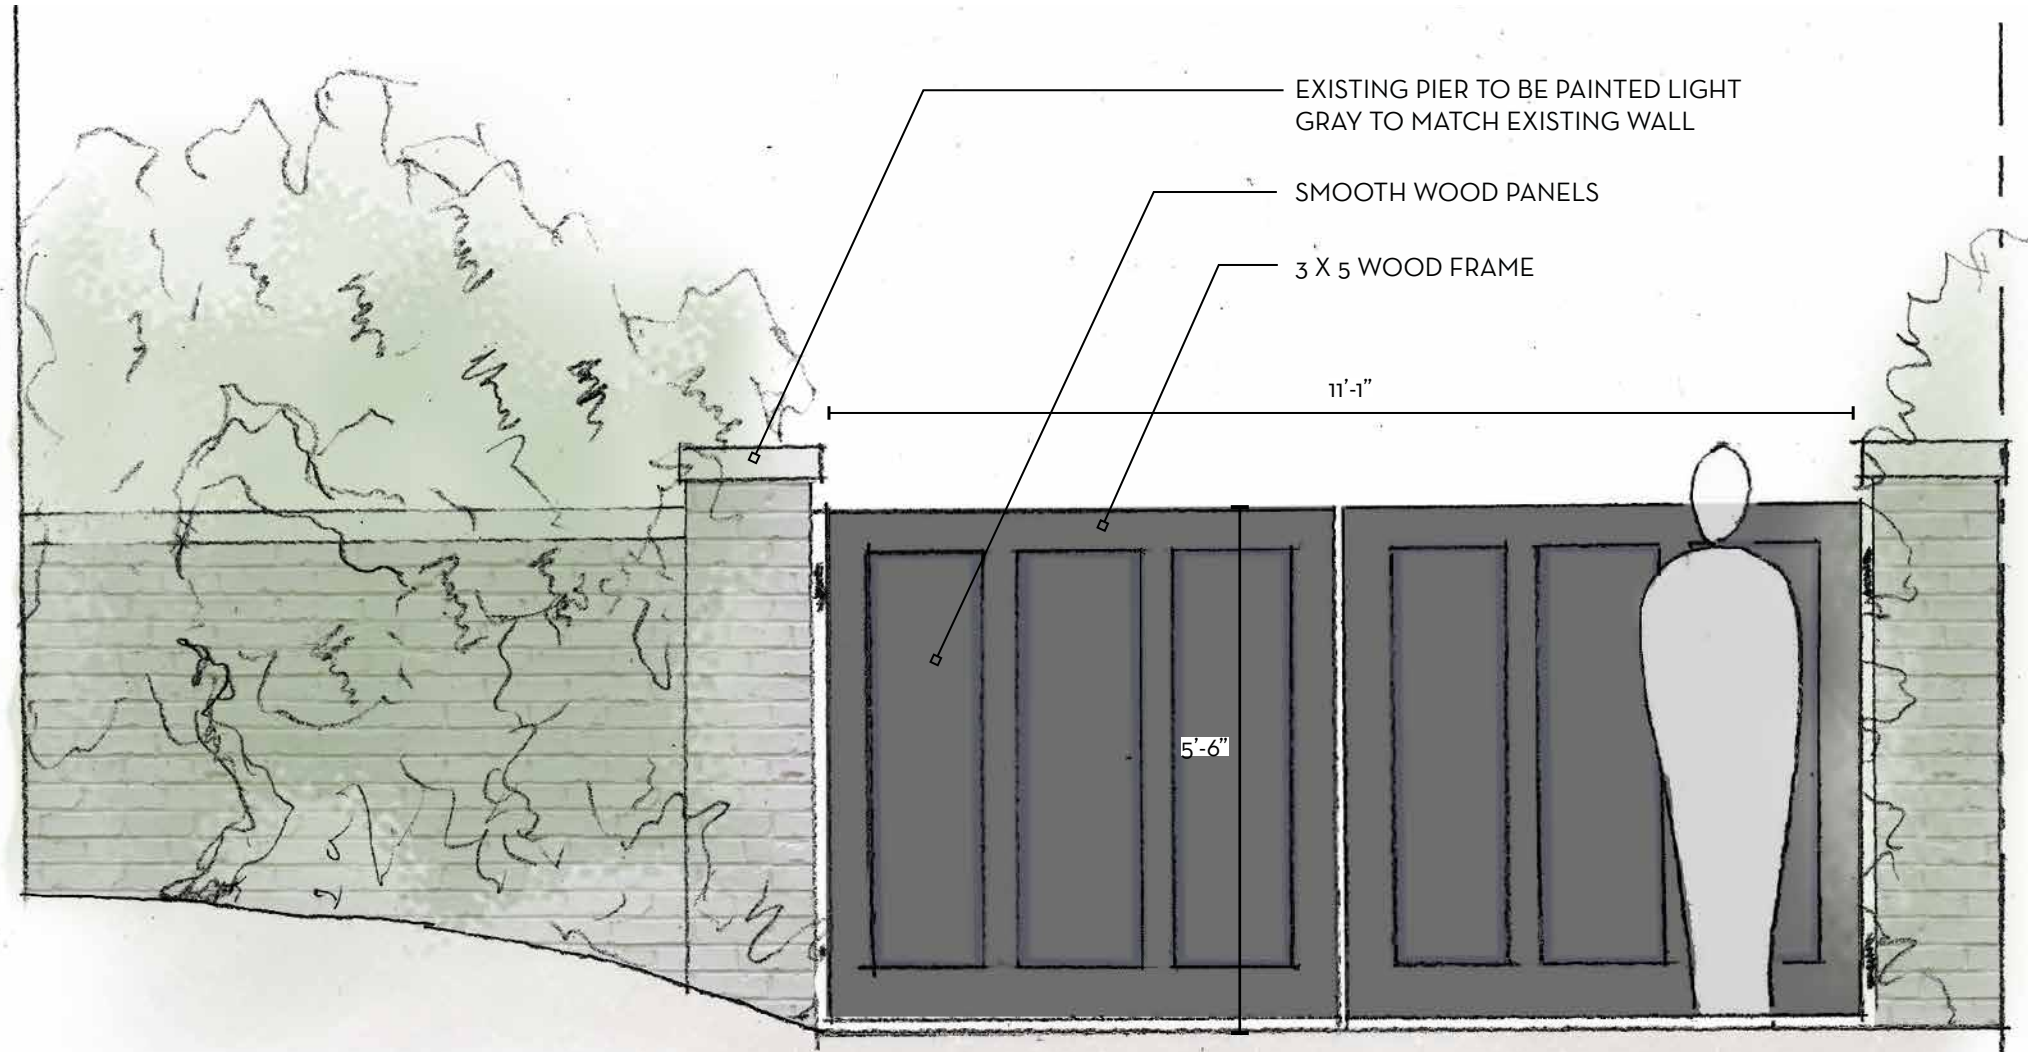 EXISTING PIER TO BE PAINTED LIGHT
GRAY TO MATCH EXISTING WALL
SMOOTH WOOD PANELS
3 X 5 WOOD FRAME
11'-1"
5'-6"